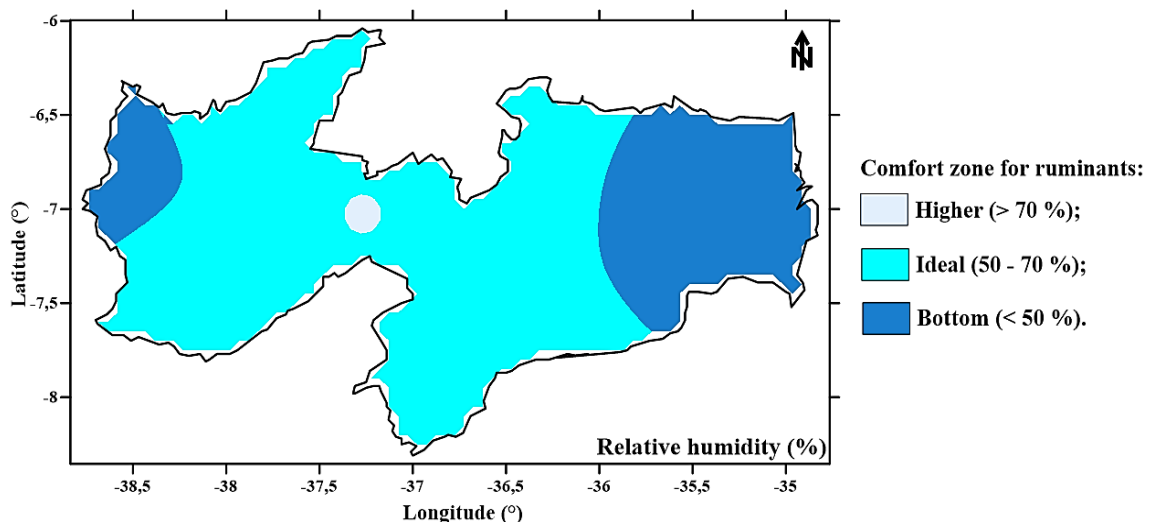 -6
-6,5
-7
-7,5
-8
Latitude (°)
N
Relative humidity (%)
-38,5 -38 -37,5 -37 -36,5 -36 -35,5 -35
Longitude (°)
Comfort zone for ruminants:
Higher (> 70 %);
Ideal (50 - 70 %);
Bottom (< 50 %).